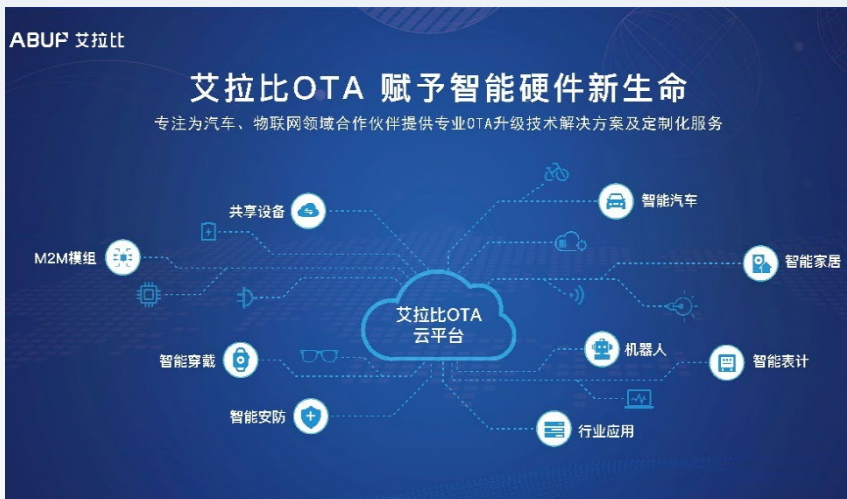 ABUP 艾拉比
艾拉比OTA 赋予智能硬件新生命
专注为汽车、物联网领域合作伙伴提供专业OTA升级技术解决方案及定制化服务
共享设备
智能汽车
M2M模组
智能家居
艾拉比OTA
云平台
智能穿戴
机器人
智能表计
智能安防
行业应用